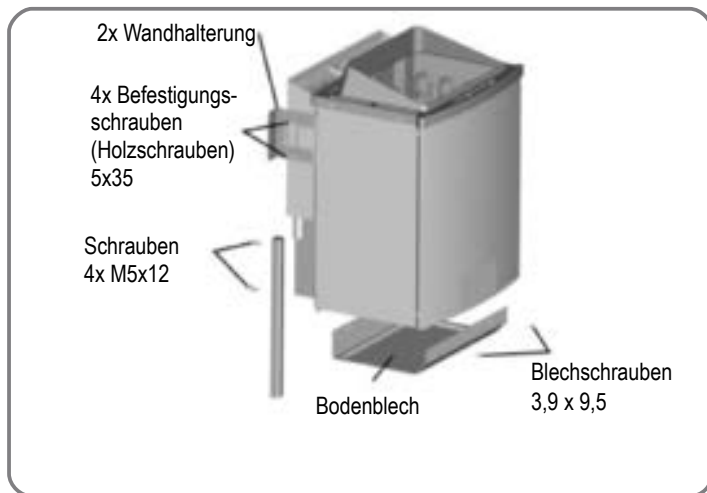 2x Wandhalterung
4x Befestigungs-
schrauben
(Holzschrauben)
5x35
Schrauben
4x M5x12
Bodenblech
Blechschrauben
3,9 x 9,5